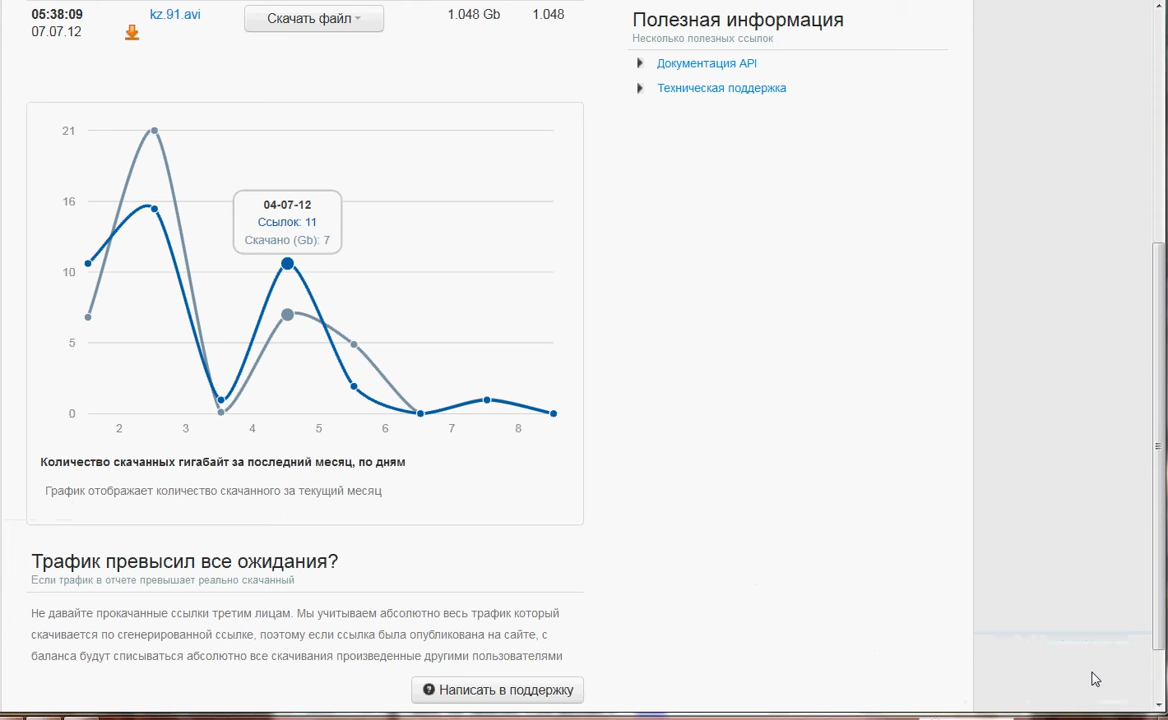 05:38:09 kz.91.avi Скачать файл 1.048 Gb 1.048
07.07.12
Полезная информация
Несколько полезных ссылок
Документация API
Техническая поддержка
21
16
10
5
0
04-07-12
Ссылок: 11
Скачано (Gb): 7
2 3 4 5 6 7 8
Количество скачанных гигабайт за последний месяц, по дням
График отображает количество скачанного за текущий месяц
Трафик превысил все ожидания?
Если трафик в отчете превышает реально скачанный
Не давайте прокачанные ссылки третим лицам. Мы учитываем абсолютно весь трафик который
скачивается по сгенерированной ссылке, поэтому если ссылка была опубликована на сайте, с
баланса будут списываться абсолютно все скачивания произведенные другими пользователями
Написать в поддержку